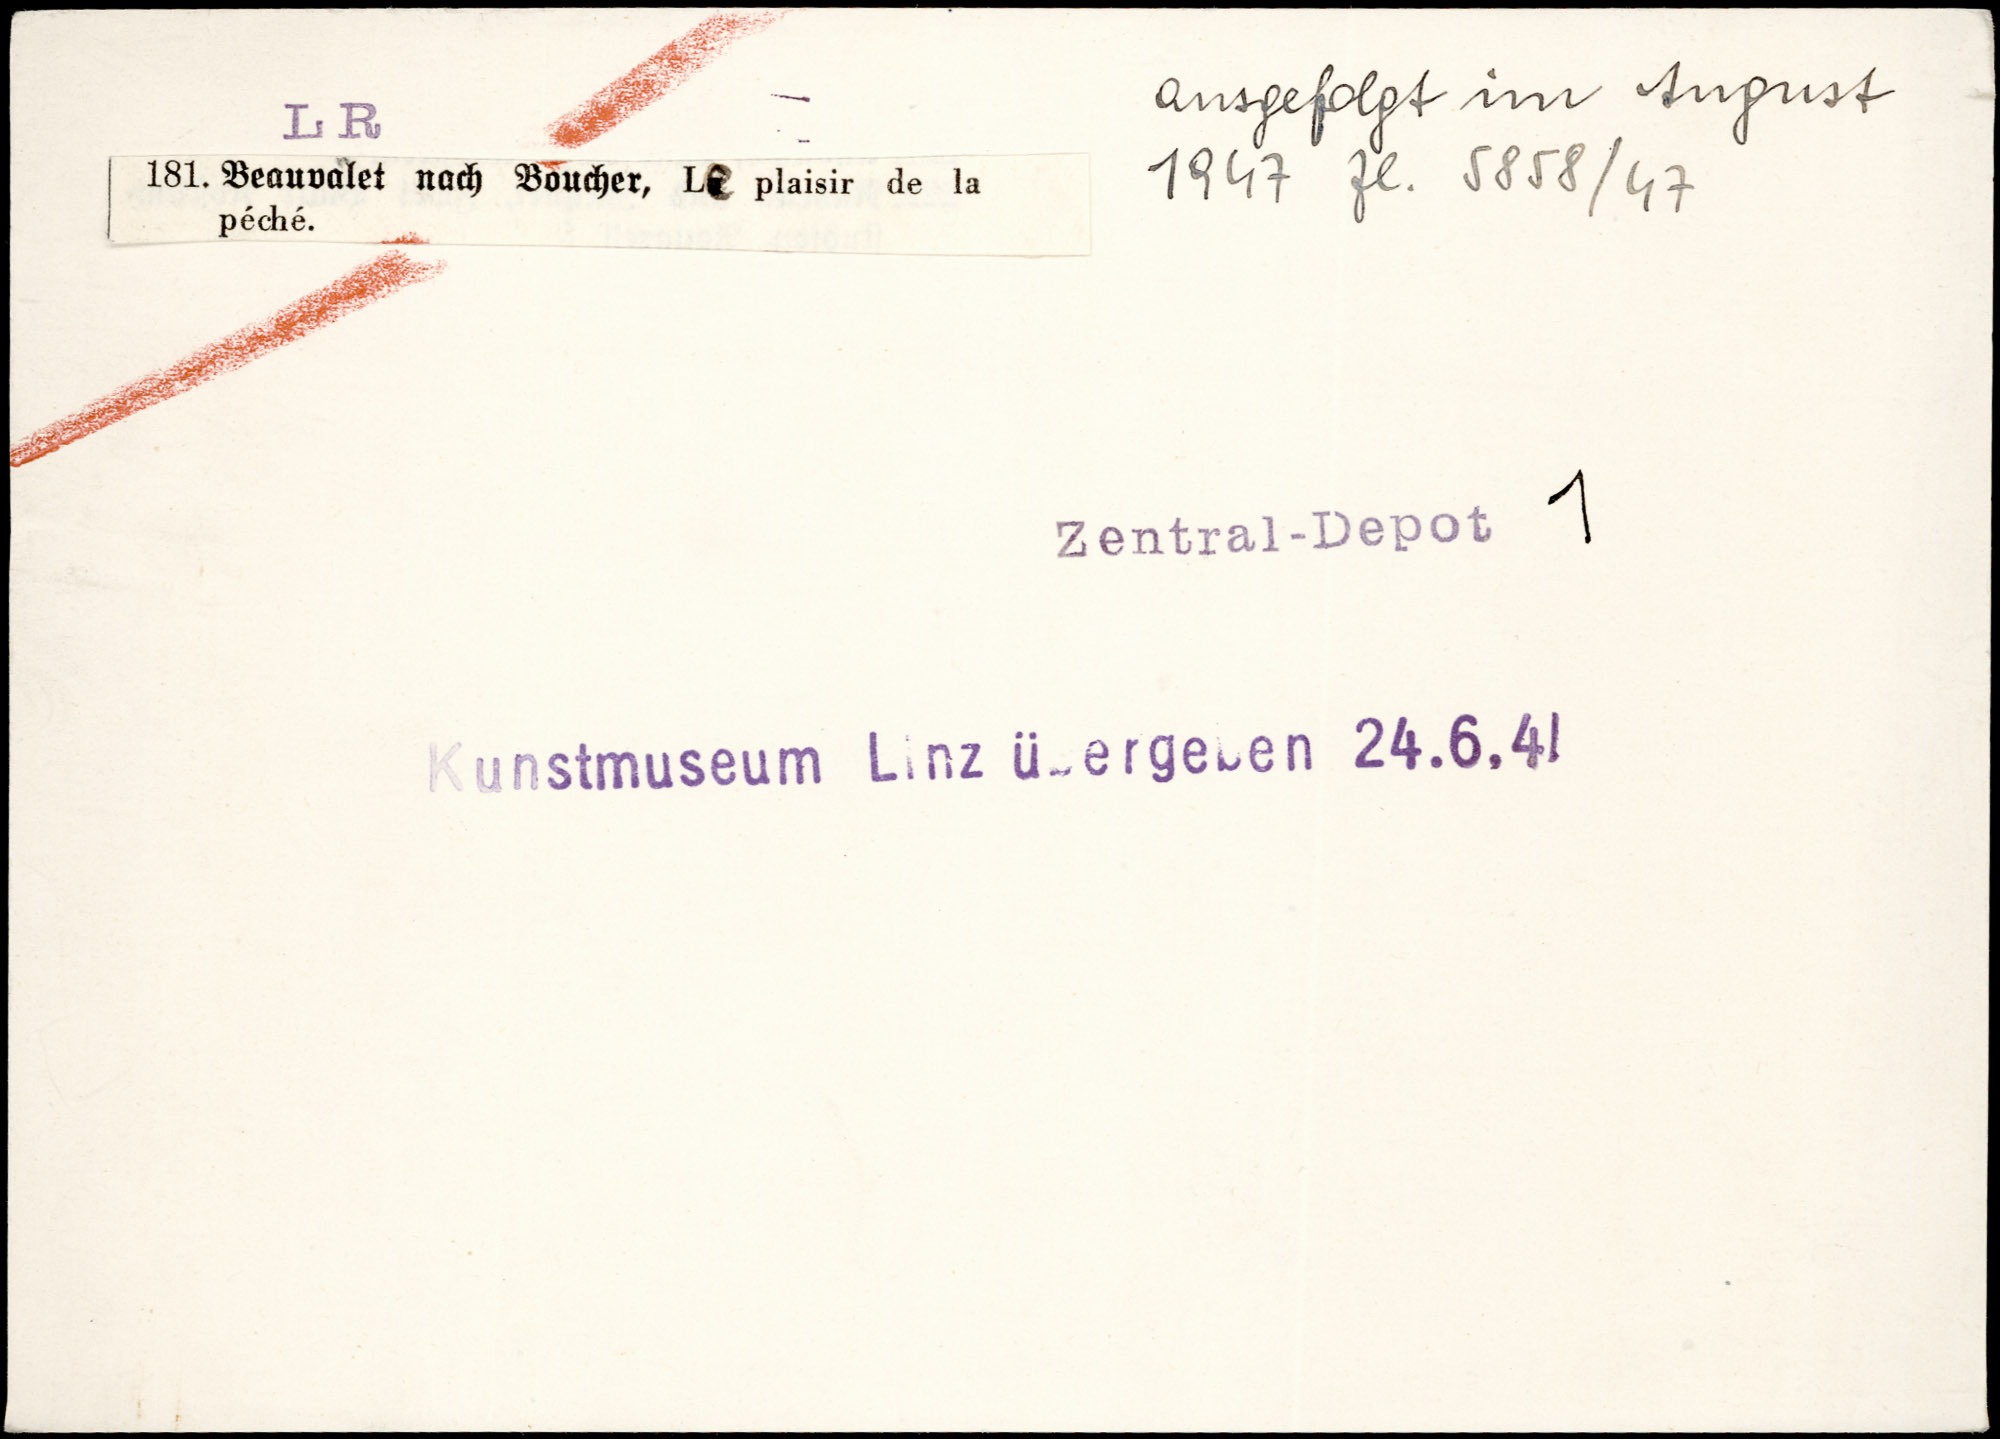 LR
ausgefolgt im August
1947 Zl. 5858/47
181. Beauvalet nach Boucher, Le plaisir de la
péché.
Zentral-Depot 1
Kunstmuseum Linz übergeben 24.6.41